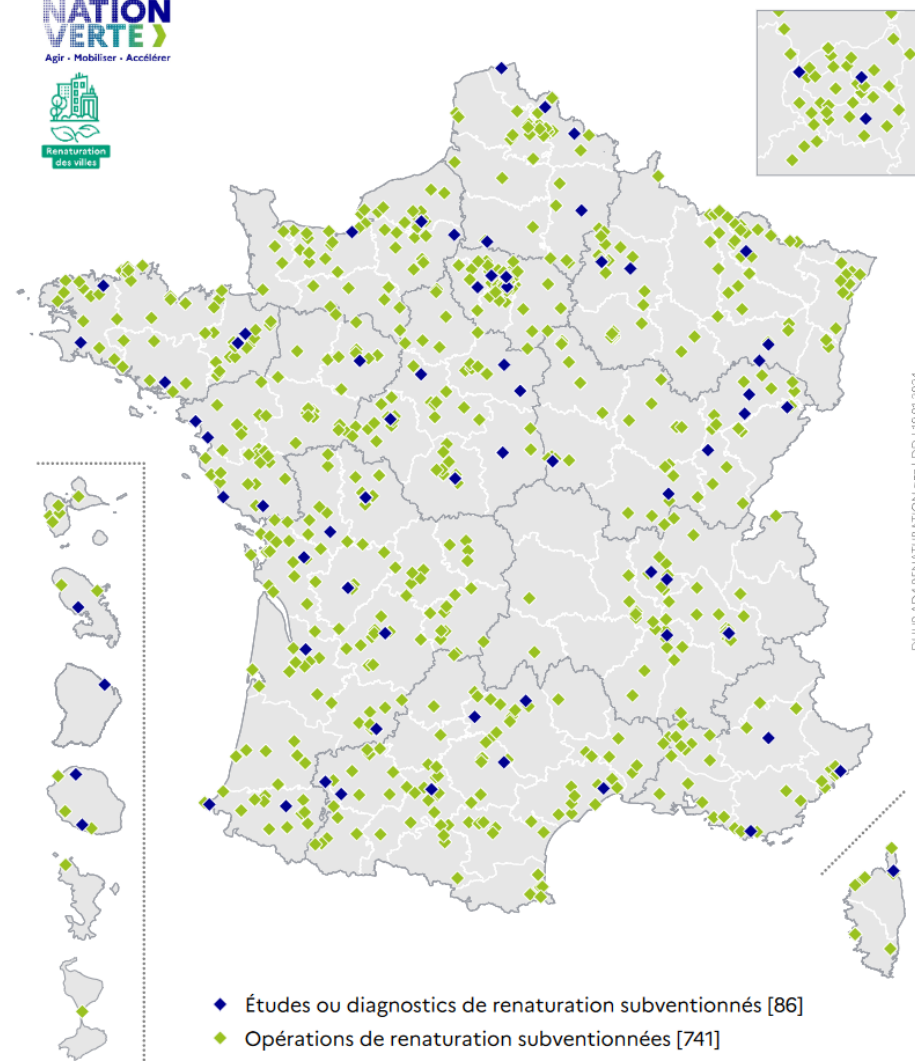 NATION
VERTE
Agir • Mobiliser • Accélérer
Renaturation
des villes
Études ou diagnostics de renaturation subventionnés [86]
Opérations de renaturation subventionnées [741]